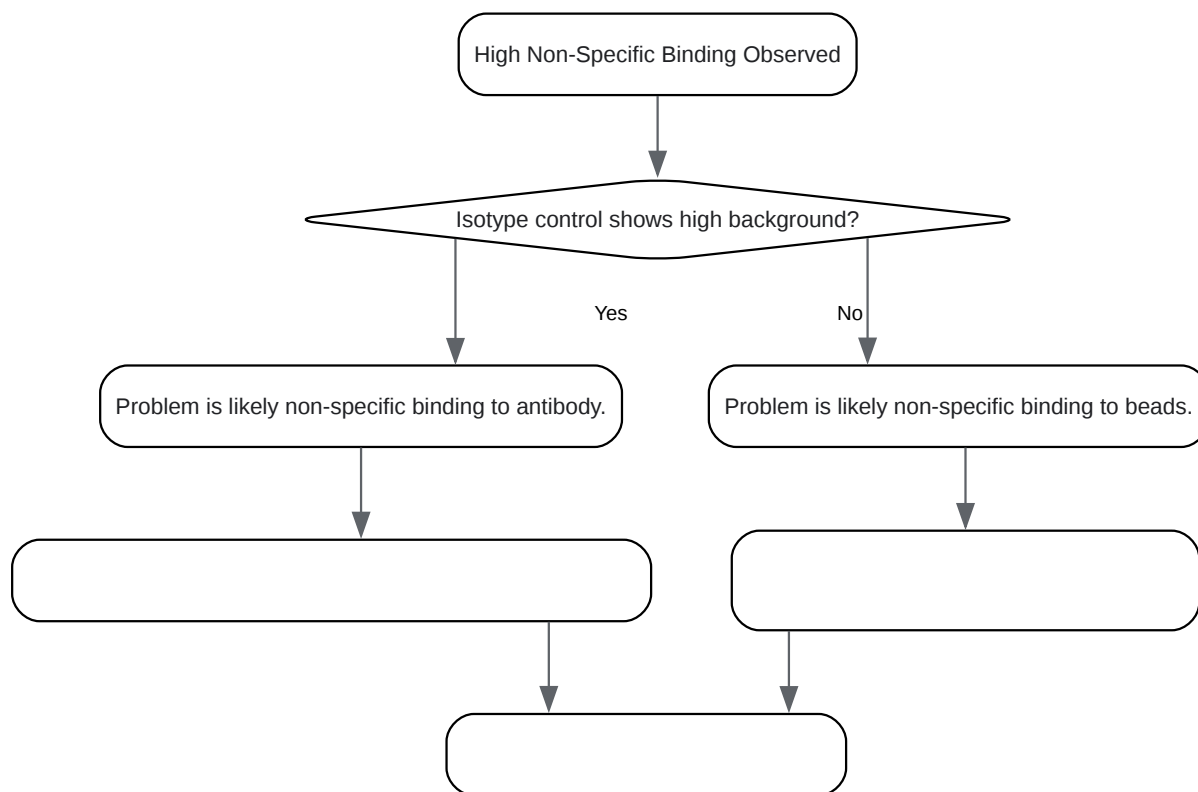 High Non-Specific Binding Observed
Isotype control shows high background?
Yes
No
Problem is likely non-specific binding to antibody.
Problem is likely non-specific binding to beads.